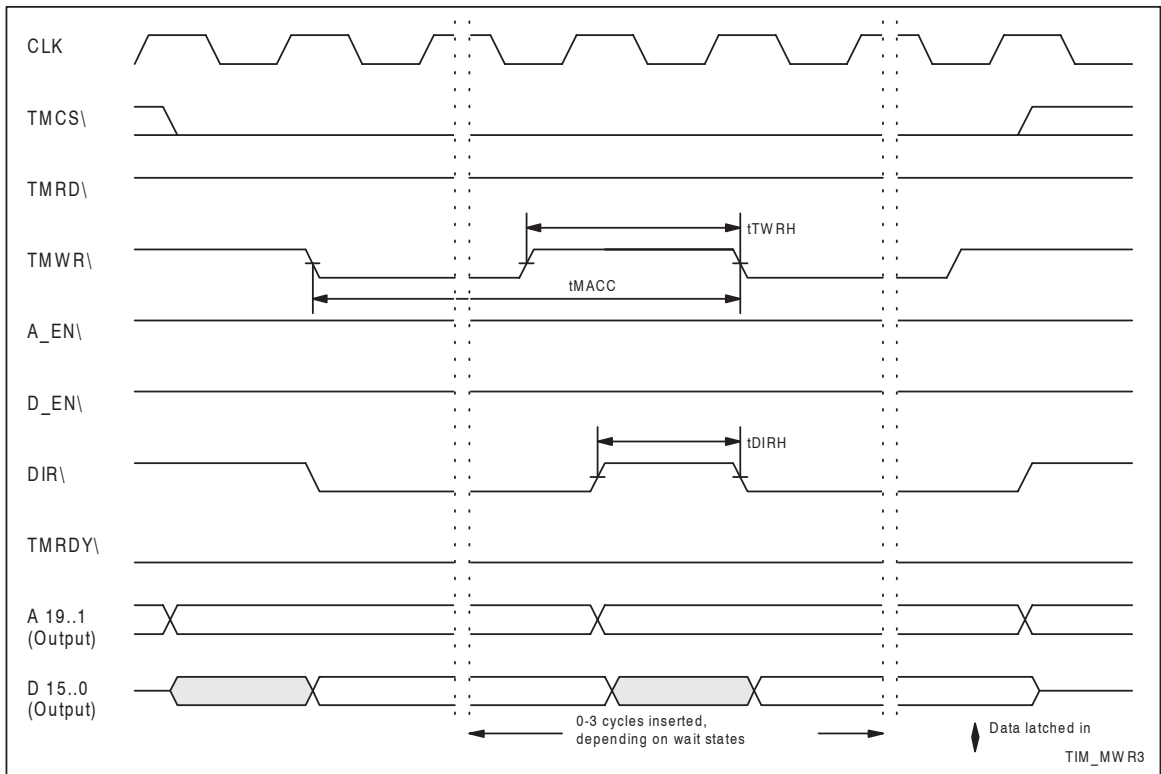 CLK
TMCS\
TMRD\
tTWRH
TMWR\
tMACC
A_EN\
D_EN\
tDIRH
DIR\
TMRDY\
A 19..1
(Output)
D 15..0
(Output)
0-3 cycles inserted,
depending on wait states
Data latched in
TIM_MWR3